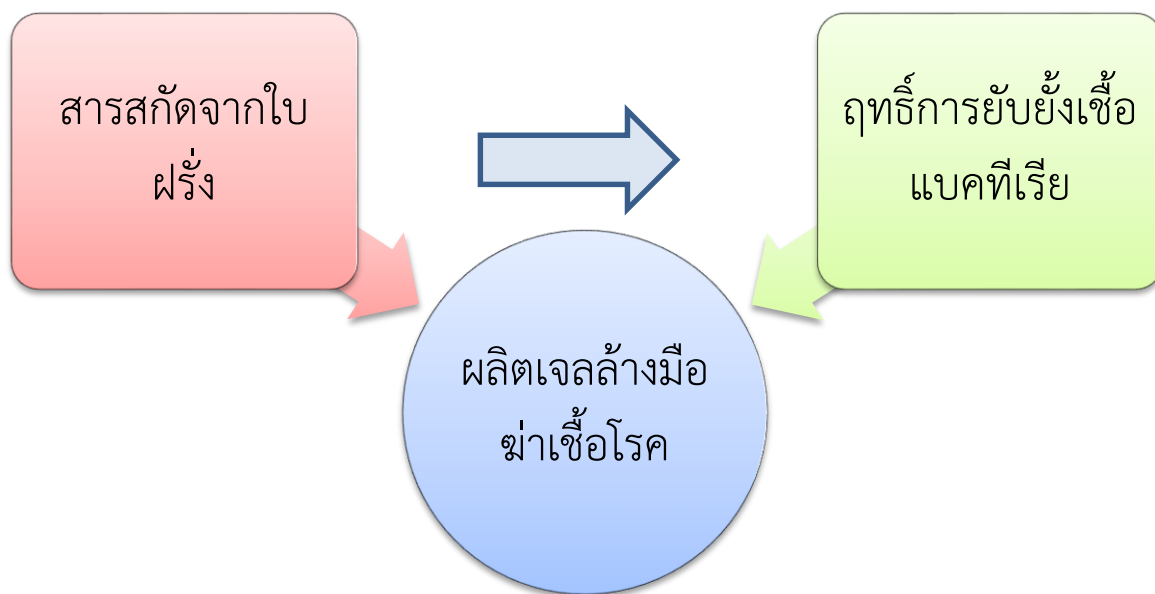 สารสกัดจากใบ
ฝรั่ง
ฤทธิ์การยับยั้งเชื้อ
แบคทีเรีย
ผลิตเจลล้างมือ
ฆ่าเชื้อโรค